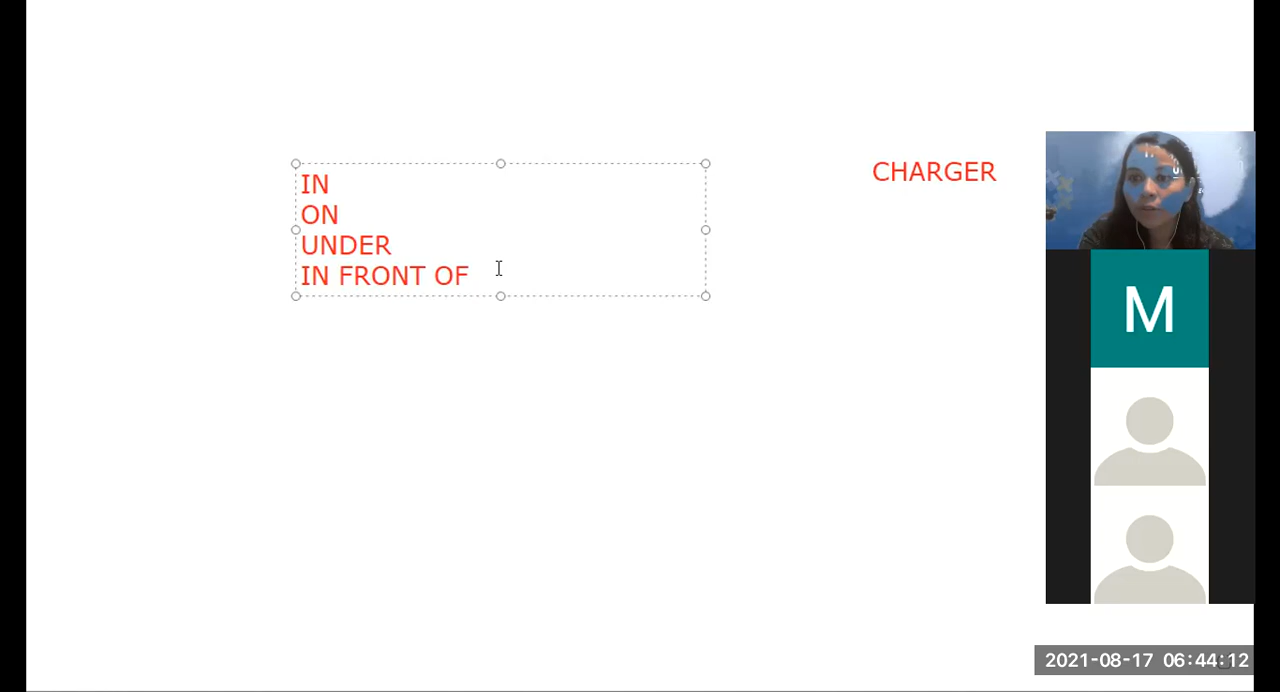 IN
ON
UNDER
IN FRONT OF
CHARGER
M
2021-08-17 06:44:12